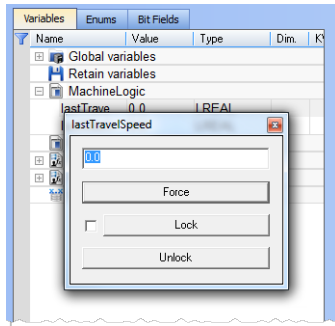 Variables Enums Bit Fields
Name Value Type Dim.
Global variables
Retain variables
MachineLogic
lastTrave 0.0 LREAL
lastTravelSpeed
0.0
Force
Lock
Unlock